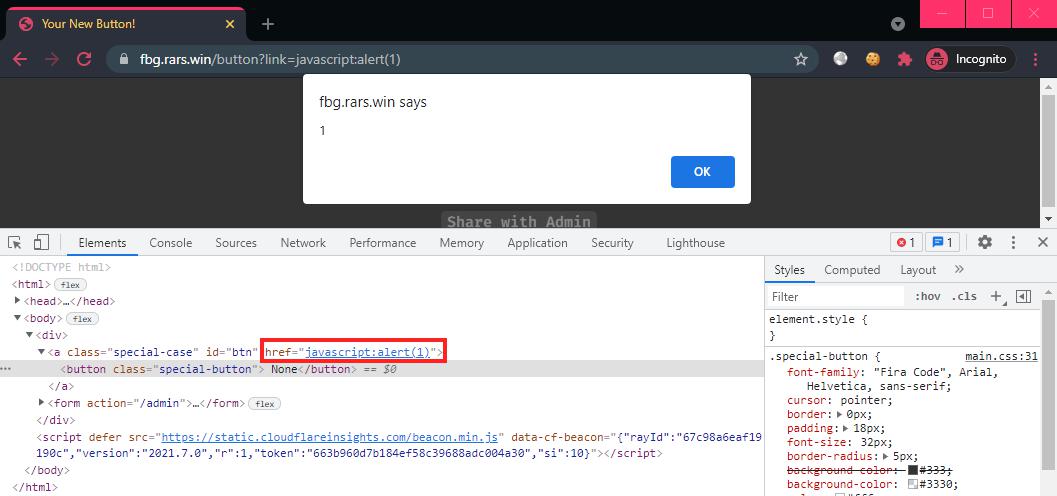 Your New Button!
fbg.rars.win/button?link=javascript:alert(1)
Incognito
fbg.rars.win says
1
OK
Share with Admin
Elements Console Sources Network Performance Memory Application Security Lighthouse 1 1
<!DOCTYPE html>
<html> flex
<head>…</head>
<body> flex
<div>
<a class="special-case" id="btn" href="javascript:alert(1)">
<button class="special-button"> None</button> == $0
</a>
<form action="/admin">…</form> flex
</div>
<script defer src="https://static.cloudflareinsights.com/beacon.min.js" data-cf-beacon={"rayId":"67c98a6eaf19
190c","version":"2021.7.0","r":1,"token":"663b960d7b184ef58c39688adc004a30","si":10}"></script>
</body>
</html>
Styles Computed Layout »
Filter :hov .cls +
element.style {
}
.special-button { main.css:31
font-family: "Fira Code", Arial,
Helvetica, sans-serif;
cursor: pointer;
border: 0px;
padding: 18px;
font-size: 32px;
border-radius: 5px;
background-color: #333;
background-color: #3330;